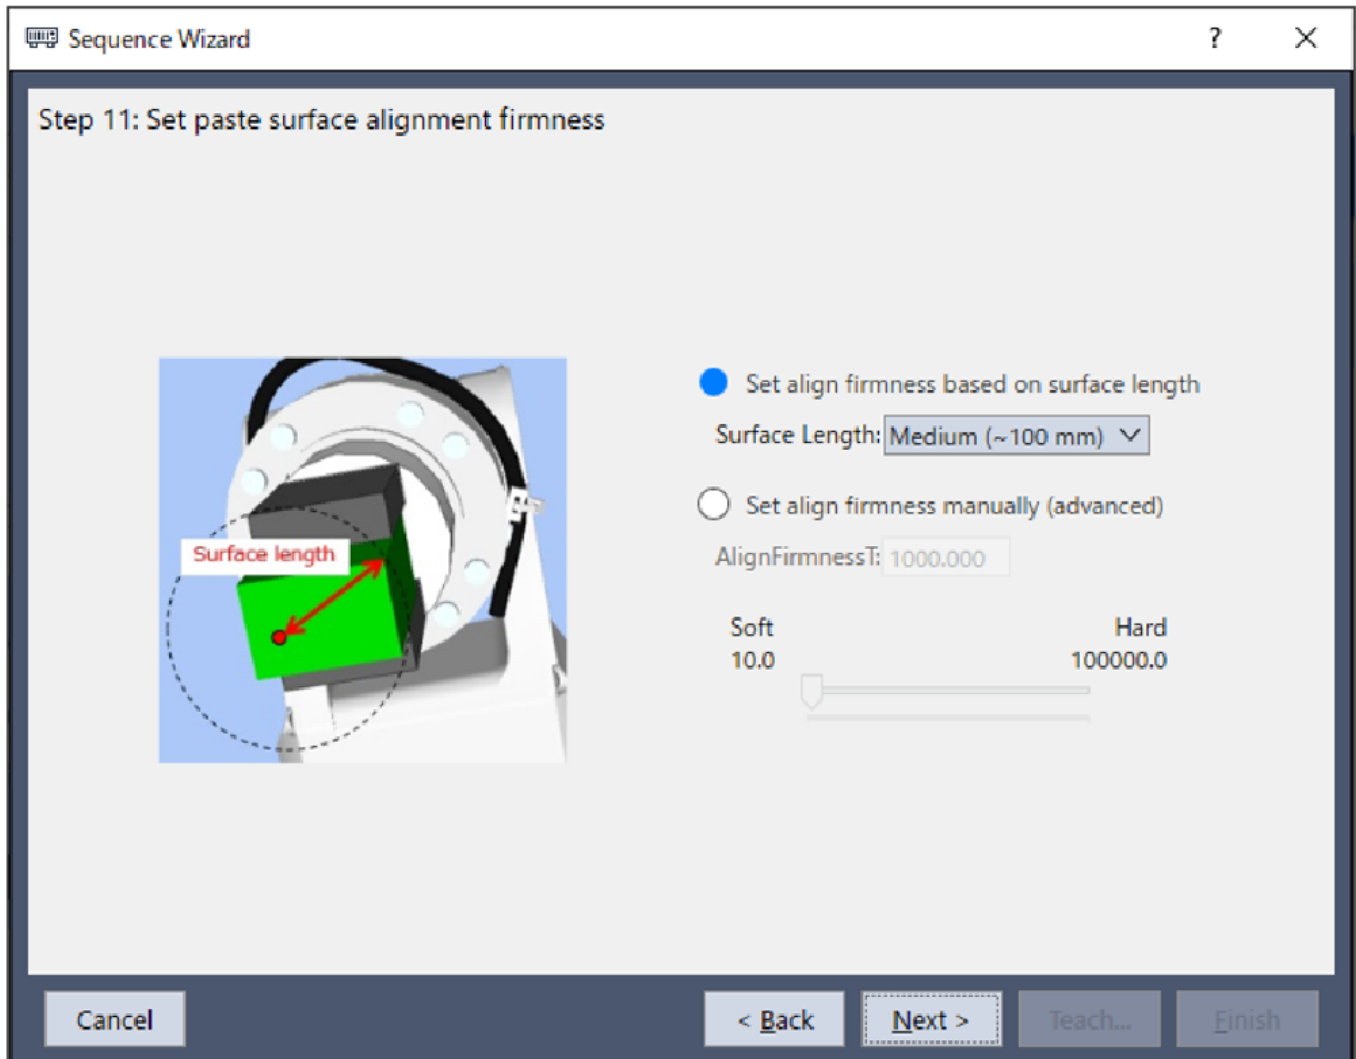 Sequence Wizard ?
Step 11: Set paste surface alignment firmness
Surface length
Set align firmness based on surface length
Surface Length: Medium (~100 mm)
Set align firmness manually (advanced)
AlignFirmnessT: 1000.000
Soft Hard
10.0 100000.0
Cancel < Back Next > Teach... Finish